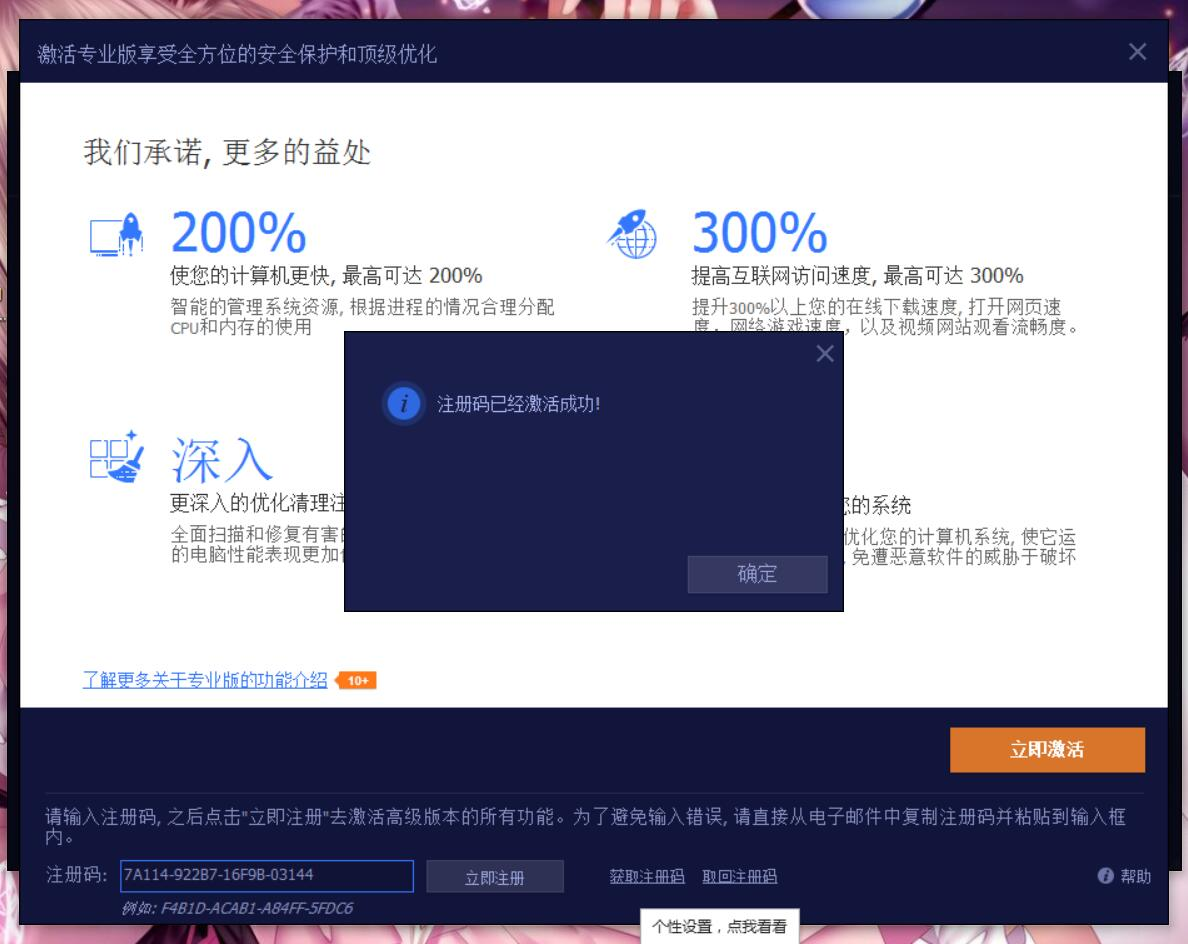 激活专业版享受全方位的安全保护和顶级优化
我们承诺, 更多的益处
200%
使您的计算机更快, 最高可达 200%
智能的管理系统资源, 根据进程的情况合理分配
CPU和内存的使用
300%
提高互联网访问速度, 最高可达 300%
提升300%以上您的在线下载速度, 打开网页速
度，网络游戏速度，以及视频网站观看流畅度。
注册码已经激活成功!
确定
深入
更深入的优化清理注
全面扫描和修复有害
的电脑性能表现更加
您的系统
优化您的计算机系统, 使它运
, 免遭恶意软件的威胁于破坏
了解更多关于专业版的功能介绍
10+
立即激活
请输入注册码, 之后点击"立即注册"去激活高级版本的所有功能。为了避免输入错误, 请直接从电子邮件中复制注册码并粘贴到输入框
内。
注册码: 7A114-922B7-16F9B-03144 立即注册 获取注册码 取回注册码 帮助
例如: F4B1D-ACAB1-A84FF-5FDC6
个性设置，点我看看